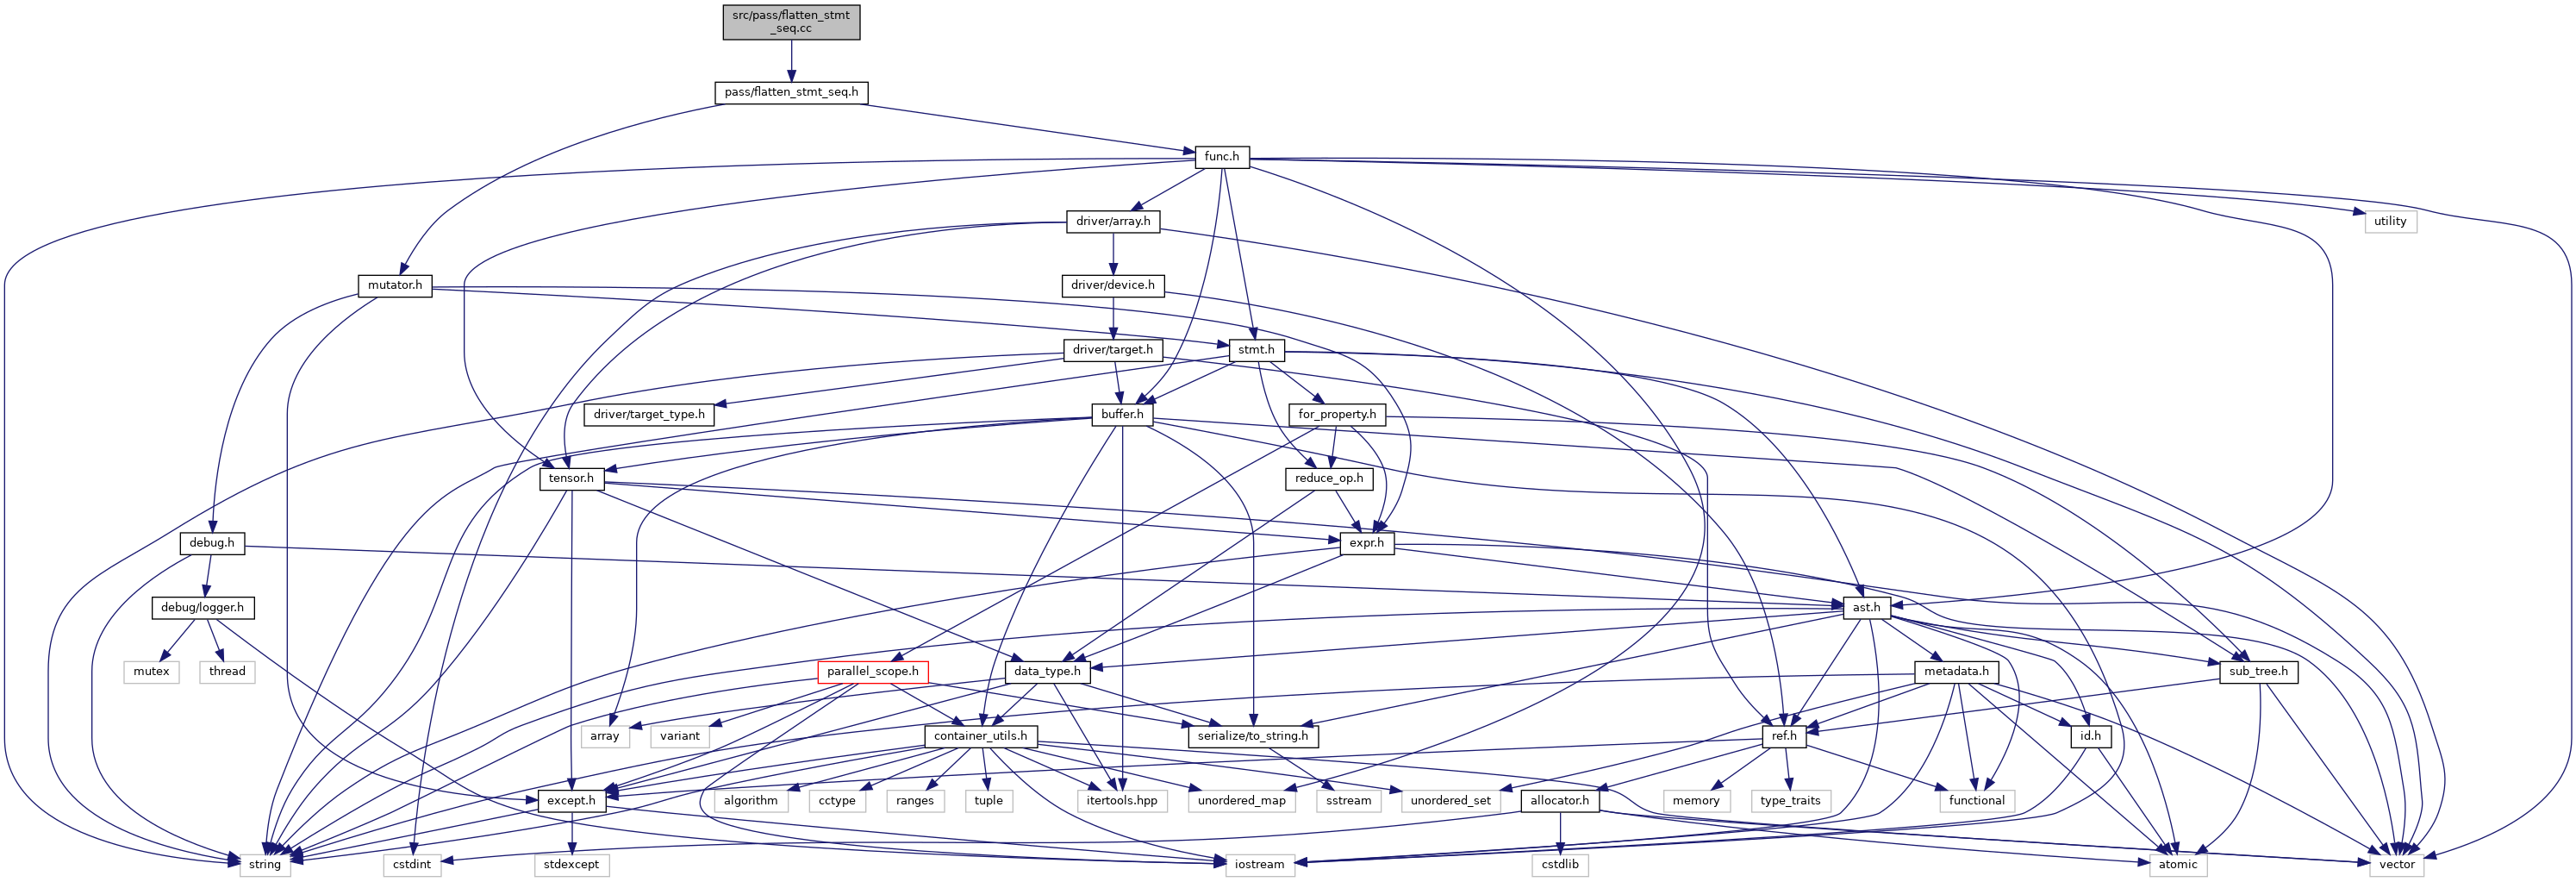 src/pass/flatten_stmt
_seq.cc
pass/flatten_stmt_seq.h
func.h
driver/array.h
utility
mutator.h
driver/device.h
driver/target.h
stmt.h
driver/target_type.h
buffer.h
for_property.h
tensor.h
reduce_op.h
debug.h
expr.h
debug/logger.h
ast.h
mutex
thread
parallel_scope.h
data_type.h
metadata.h
sub_tree.h
array
variant
container_utils.h
serialize/to_string.h
ref.h
id.h
except.h
algorithm
cctype
ranges
tuple
itertools.hpp
unordered_map
sstream
unordered_set
allocator.h
memory
type_traits
functional
string
cstdint
stdexcept
iostream
cstdlib
atomic
vector